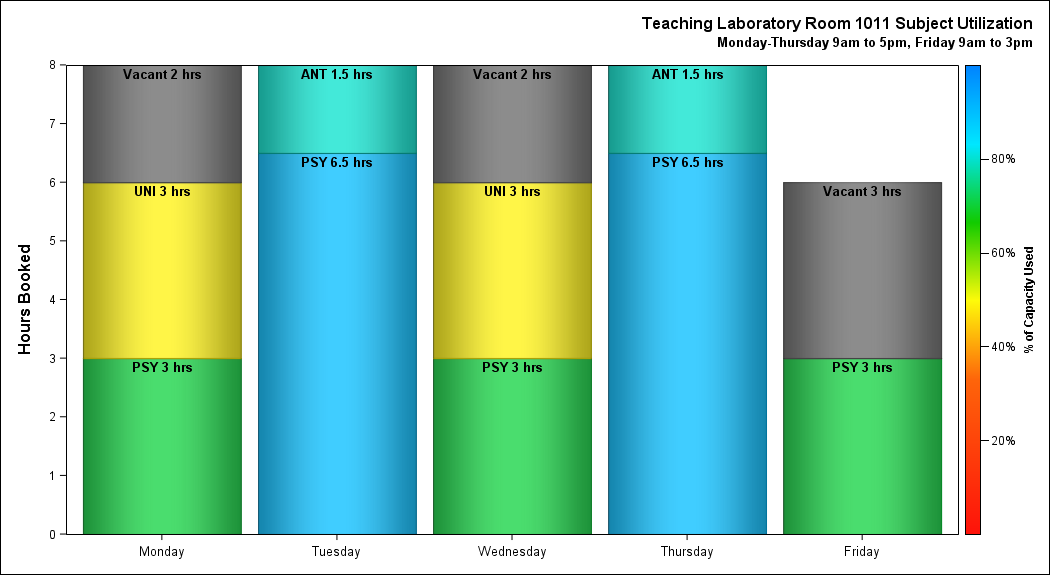 Teaching Laboratory Room 1011 Subject Utilization
Monday-Thursday 9am to 5pm, Friday 9am to 3pm
Hours Booked
8
7
6
5
4
3
2
1
0
Vacant 2 hrs
UNI 3 hrs
PSY 3 hrs
ANT 1.5 hrs
PSY 6.5 hrs
Vacant 2 hrs
UNI 3 hrs
PSY 3 hrs
ANT 1.5 hrs
PSY 6.5 hrs
Vacant 3 hrs
PSY 3 hrs
Monday
Tuesday
Wednesday
Thursday
Friday
80%
60%
40%
20%
% of Capacity Used